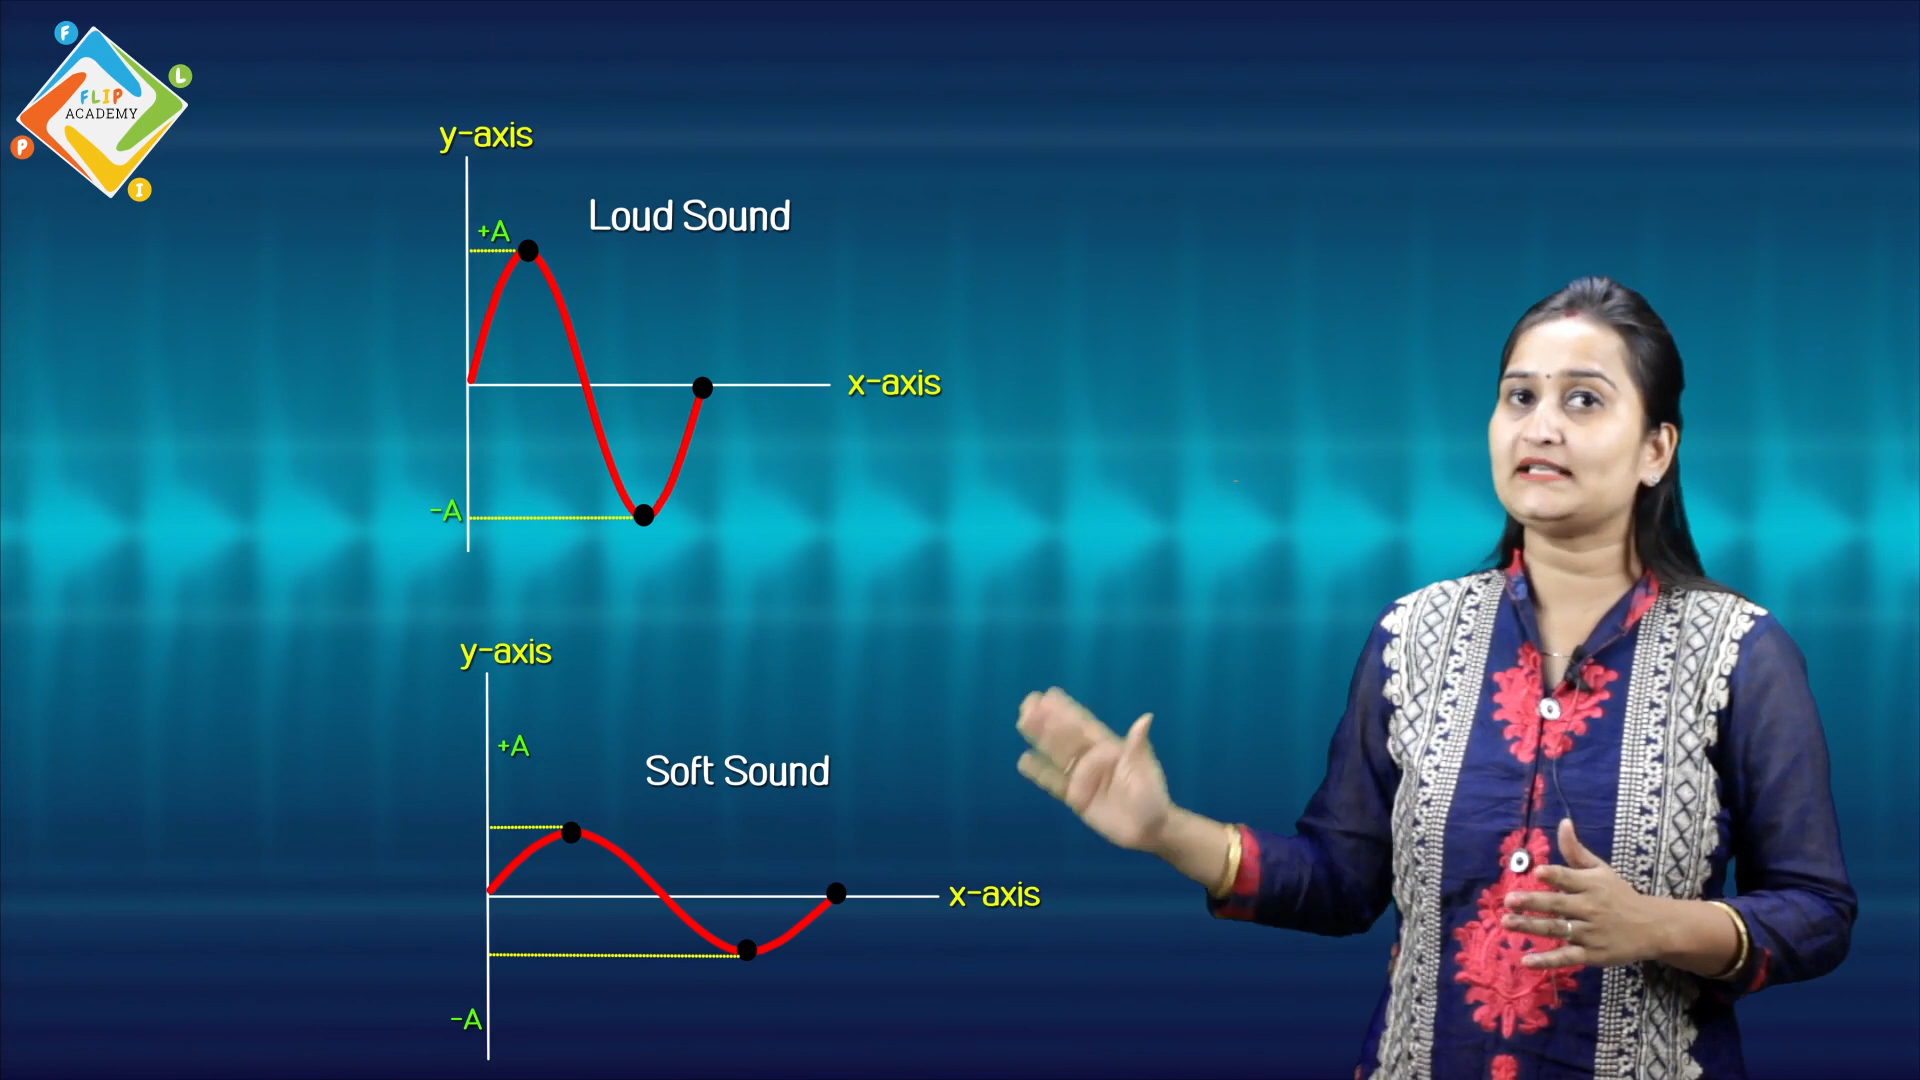 F
L
FLIP
ACADEMY
P
I
y-axis
+A
Loud Sound
x-axis
-A
y-axis
+A
Soft Sound
x-axis
-A